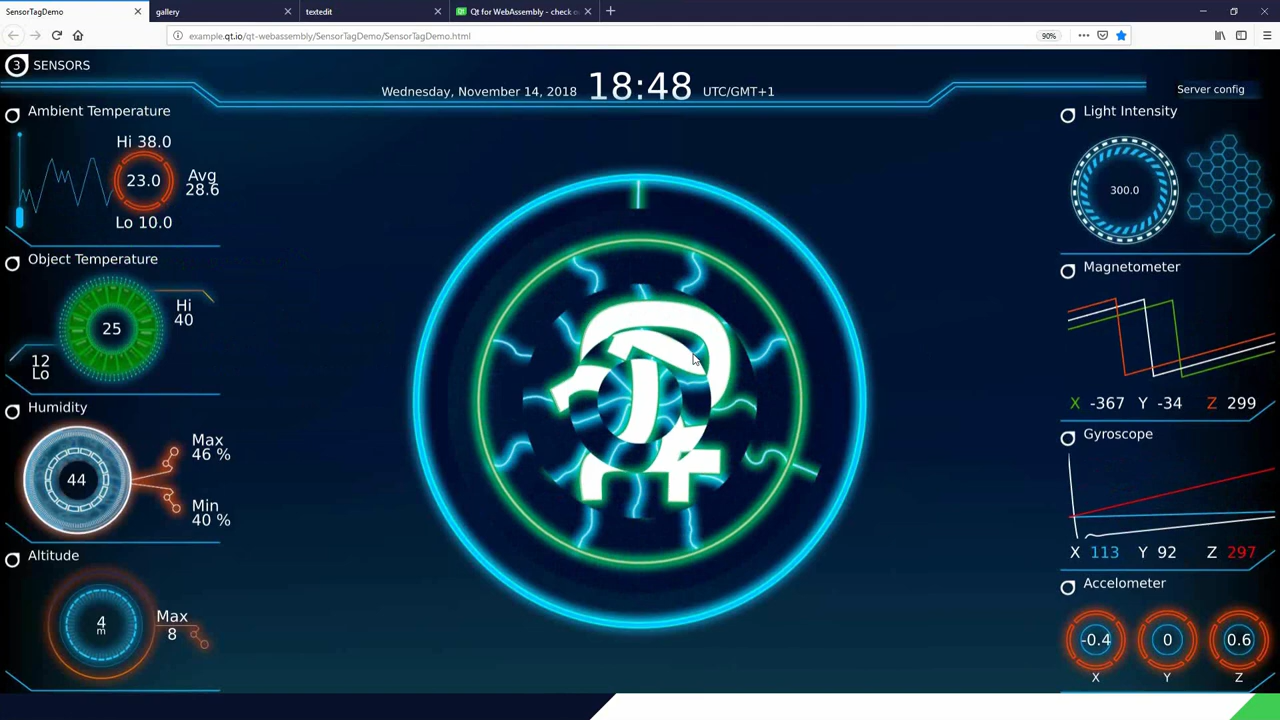 SensorTagDemo
gallery
textedit
Qt for WebAssembly - check o
example.qt.io/qt-webassembly/SensorTagDemo/SensorTagDemo.html
90%
3 SENSORS
Wednesday, November 14, 2018 18:48 UTC/GMT+1
Server config
Ambient Temperature
Hi 38.0
23.0
Avg
28.6
Lo 10.0
Object Temperature
25
Hi
40
12
Lo
Humidity
44
Max
46 %
Min
40 %
Altitude
4
m
Max
8
Light Intensity
300.0
Magnetometer
X -367 Y -34 Z 299
Gyroscope
X 113 Y 92 Z 297
Accelometer
-0.4 0 0.6
X Y Z